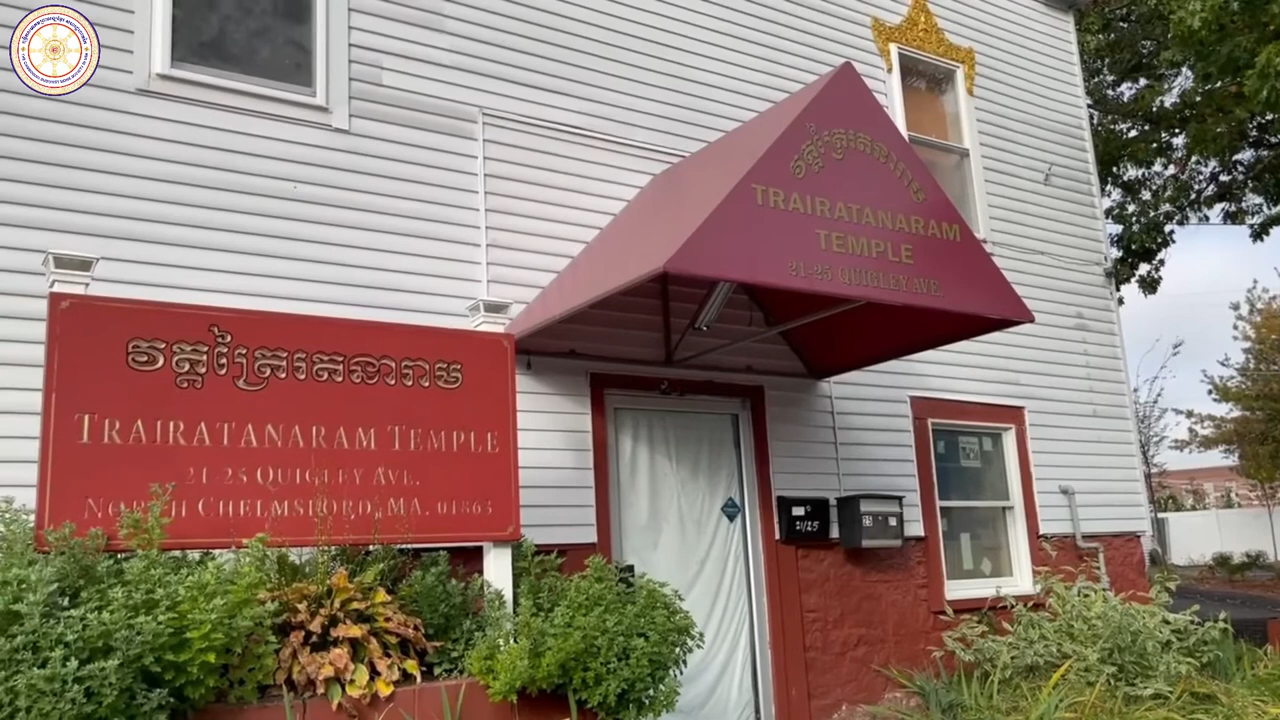 វត្តត្រៃរតនារាម
TRAIRATANARAM
TEMPLE
21-25 QUIGLEY AVE.
វត្តត្រៃរតនារាម
TRAIRATANARAM TEMPLE
21-25 QUIGLEY AVE.
NORTH CHELMSFORD, MA. 01863
21/25
25